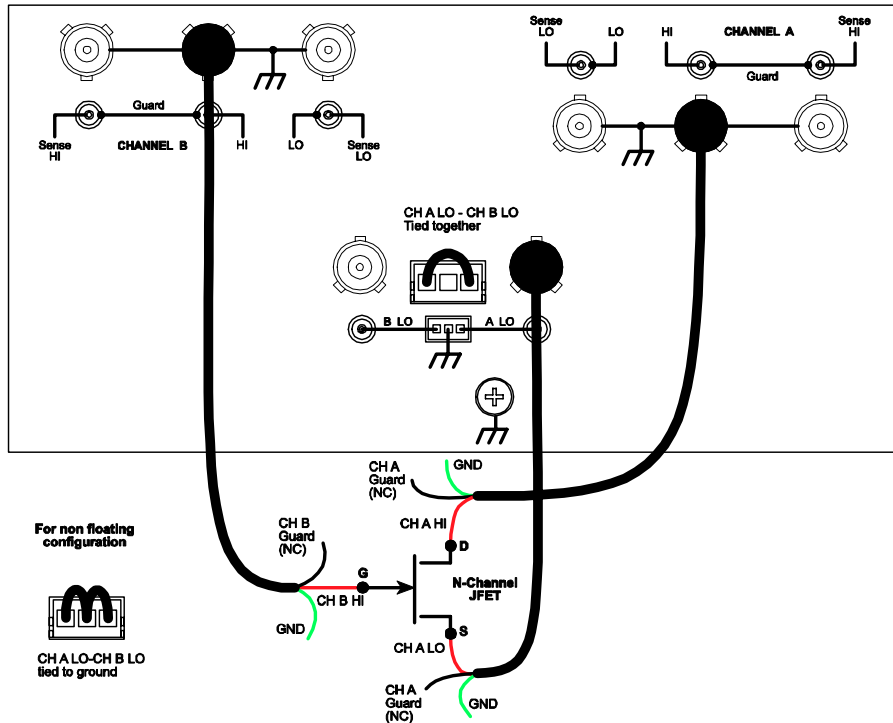 Sense
LO
LO
HI
CHANNEL A
Sense
HI
Guard
Guard
Sense
HI
CHANNEL B
HI
LO
Sense
LO
CH A LO - CH B LO
Tied together
B LO
A LO
CH A
Guard
(NC)
GND
CH A HI
D
For non floating
configuration
CH B
Guard
(NC)
G
CH B HI
N-Channel
JFET
GND
S
CH A LO
CH A LO-CH B LO
tied to ground
CH A
Guard
(NC)
GND